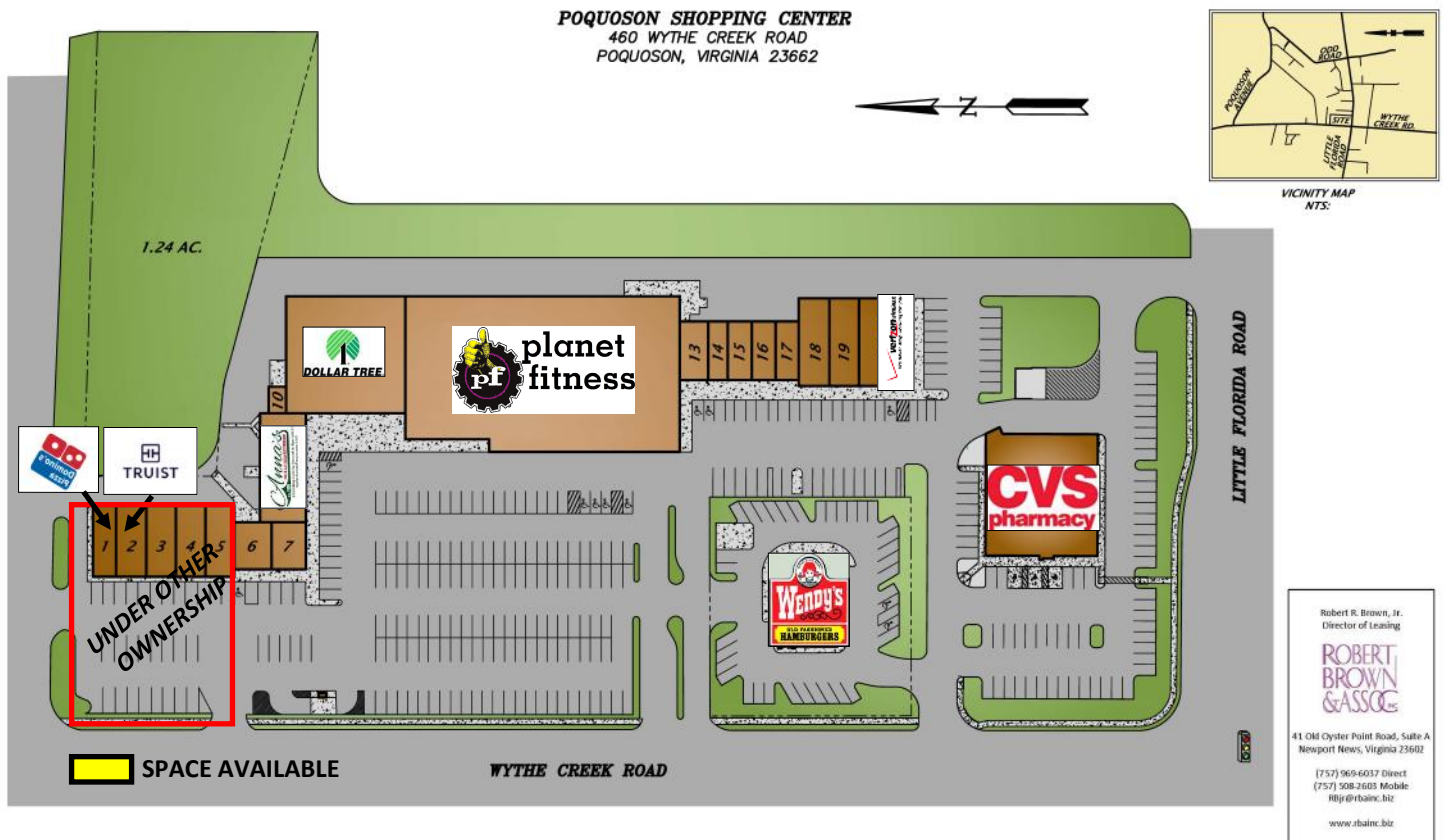 POQUOSON SHOPPING CENTER
460 WYTHE CREEK ROAD
POQUOSON, VIRGINIA 23662
N
ODD
ROAD
POQUOSON
AVENUE
SITE
WYTHE
CREEK RD.
LITTLE
FLORIDA
ROAD
VICINITY MAP
NTS:
1.24 AC.
DOLLAR TREE
pf
planet
fitness
13
14
15
16
17
18
19
verizon
10
Anna's
Domino's
Pizza
TRUIST
1
2
3
4
5
6
7
UNDER OTHER
OWNERSHIP
WENDY'S
OLD FASHIONED
HAMBURGERS
CVS
pharmacy
LITTLE FLORIDA ROAD
SPACE AVAILABLE
WYTHE CREEK ROAD
Robert R. Brown, Jr.
Director of Leasing
ROBERT
BROWN
&ASSOC
INC
41 Old Oyster Point Road, Suite A
Newport News, Virginia 23602
(757) 969-6037 Direct
(757) 508-2603 Mobile
RBjr@rbainc.biz
www.rbainc.biz